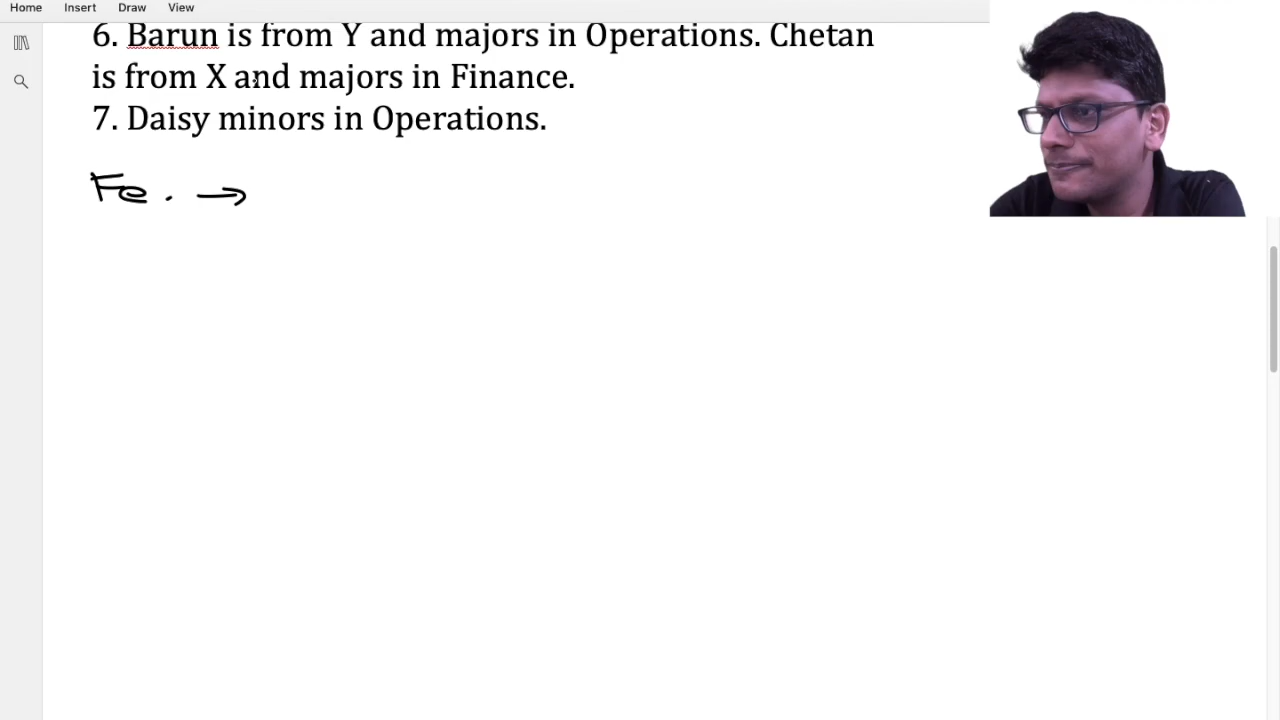 Home Insert Draw View
6. Barun is from Y and majors in Operations. Chetan
is from X and majors in Finance.
7. Daisy minors in Operations.
Fe. →